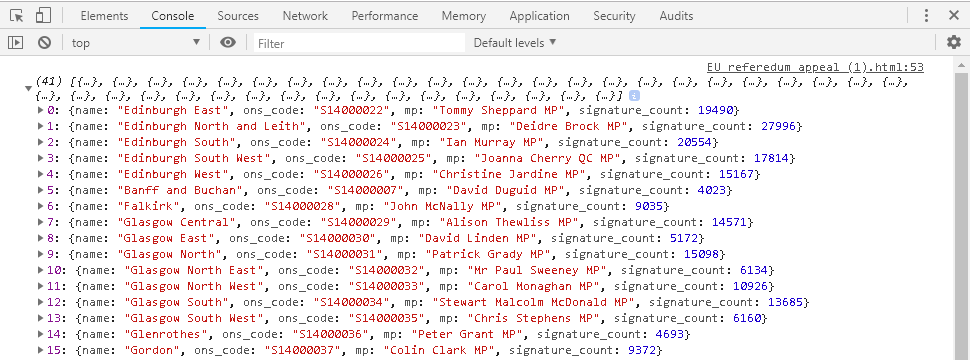 Elements Console Sources Network Performance Memory Application Security Audits
top Filter Default levels
EU referedum appeal (1).html:53
(41) [{…}, {…}, {…}, {…}, {…}, {…}, {…}, {…}, {…}, {…}, {…}, {…}, {…}, {…}, {…}, {…}, {…}, {…}, {…}, {…}, {…}, {…}, {…}, {…},
{…}, {…}, {…}, {…}, {…}, {…}, {…}, {…}, {…}, {…}, {…}, {…}, {…}, {…}, {…}, {…}, {…}] i
0: {name: "Edinburgh East", ons_code: "S14000022", mp: "Tommy Sheppard MP", signature_count: 19490}
1: {name: "Edinburgh North and Leith", ons_code: "S14000023", mp: "Deidre Brock MP", signature_count: 27996}
2: {name: "Edinburgh South", ons_code: "S14000024", mp: "Ian Murray MP", signature_count: 20554}
3: {name: "Edinburgh South West", ons_code: "S14000025", mp: "Joanna Cherry QC MP", signature_count: 17814}
4: {name: "Edinburgh West", ons_code: "S14000026", mp: "Christine Jardine MP", signature_count: 15167}
5: {name: "Banff and Buchan", ons_code: "S14000007", mp: "David Duguid MP", signature_count: 4023}
6: {name: "Falkirk", ons_code: "S14000028", mp: "John McNally MP", signature_count: 9035}
7: {name: "Glasgow Central", ons_code: "S14000029", mp: "Alison Thewliss MP", signature_count: 14571}
8: {name: "Glasgow East", ons_code: "S14000030", mp: "David Linden MP", signature_count: 5172}
9: {name: "Glasgow North", ons_code: "S14000031", mp: "Patrick Grady MP", signature_count: 15098}
10: {name: "Glasgow North East", ons_code: "S14000032", mp: "Mr Paul Sweeney MP", signature_count: 6134}
11: {name: "Glasgow North West", ons_code: "S14000033", mp: "Carol Monaghan MP", signature_count: 10926}
12: {name: "Glasgow South", ons_code: "S14000034", mp: "Stewart Malcolm McDonald MP", signature_count: 13685}
13: {name: "Glasgow South West", ons_code: "S14000035", mp: "Chris Stephens MP", signature_count: 6160}
14: {name: "Glenrothes", ons_code: "S14000036", mp: "Peter Grant MP", signature_count: 4693}
15: {name: "Gordon", ons_code: "S14000037", mp: "Colin Clark MP", signature_count: 9372}